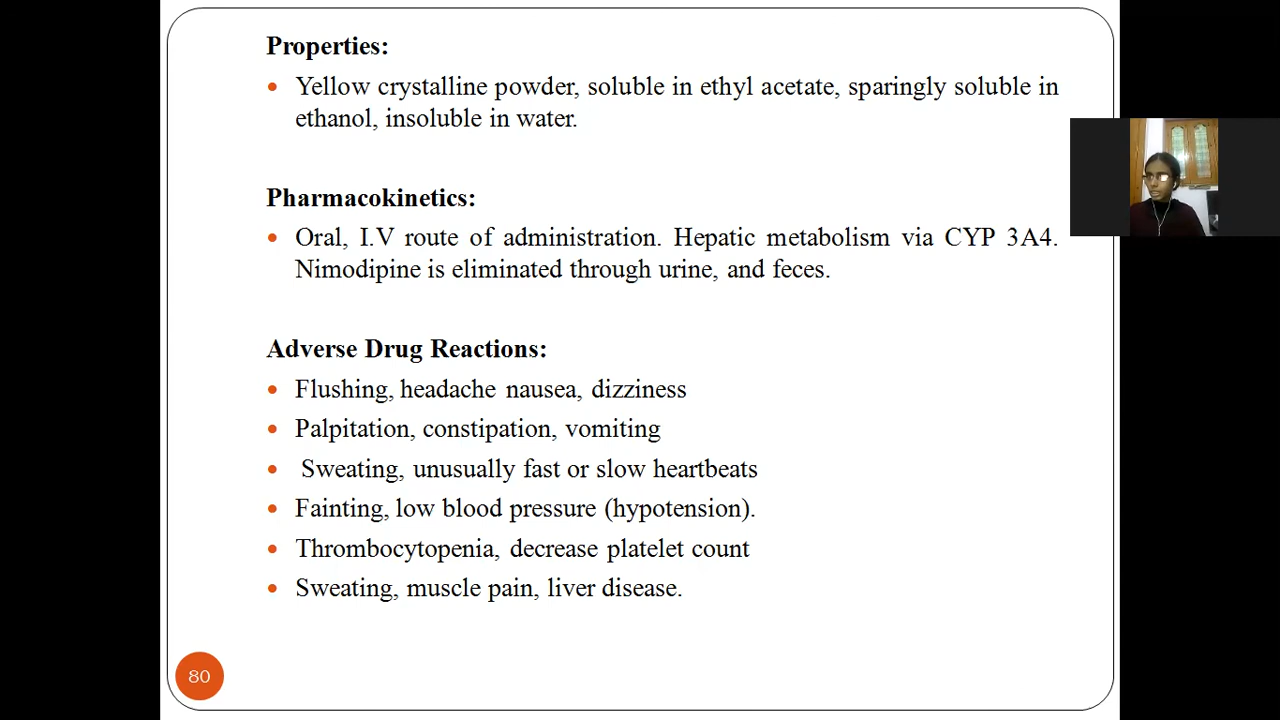 Properties:
• Yellow crystalline powder, soluble in ethyl acetate, sparingly soluble in
ethanol, insoluble in water.
Pharmacokinetics:
• Oral, I.V route of administration. Hepatic metabolism via CYP 3A4.
Nimodipine is eliminated through urine, and feces.
Adverse Drug Reactions:
• Flushing, headache nausea, dizziness
• Palpitation, constipation, vomiting
• Sweating, unusually fast or slow heartbeats
• Fainting, low blood pressure (hypotension).
• Thrombocytopenia, decrease platelet count
• Sweating, muscle pain, liver disease.
80